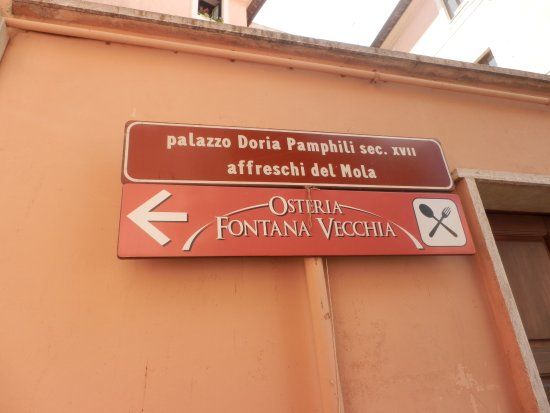 palazzo Doria Pamphili sec. XVII
affreschi del Mola
OSTERIA
FONTANA VECCHIA